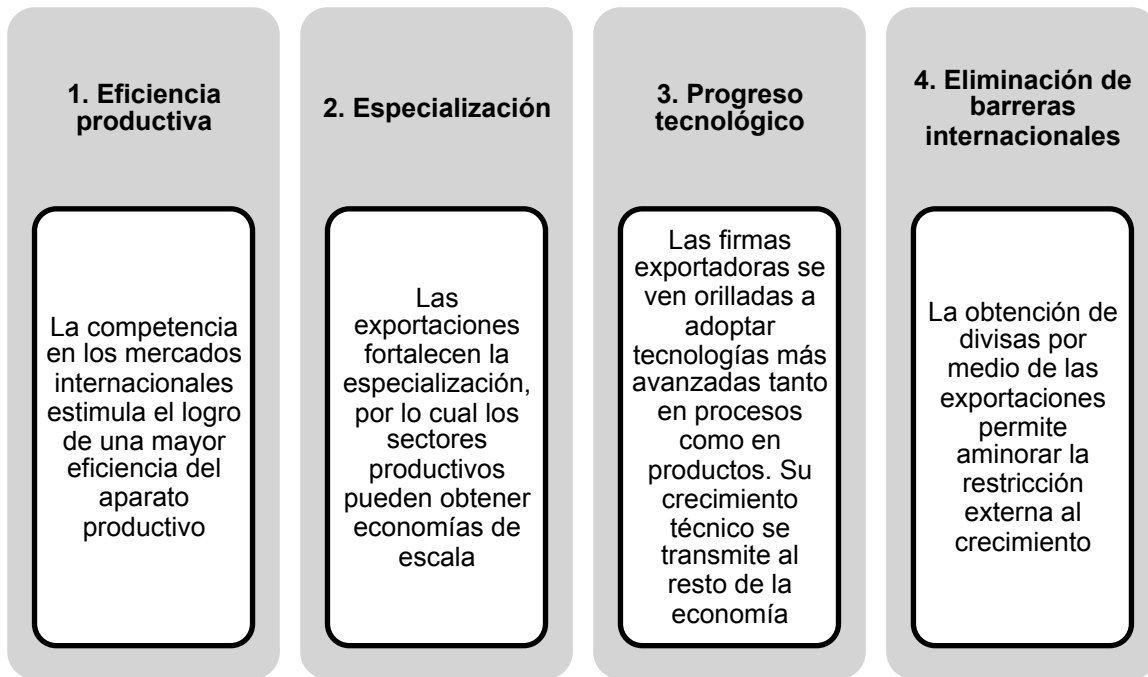 1. Eficiencia
productiva
La competencia
en los mercados
internacionales
estimula el logro
de una mayor
eficiencia del
aparato
productivo
2. Especialización
Las
exportaciones
fortalecen la
especialización,
por lo cual los
sectores
productivos
pueden obtener
economías de
escala
3. Progreso
tecnológico
Las firmas
exportadoras se
ven orilladas a
adoptar
tecnologías más
avanzadas tanto
en procesos
como en
productos. Su
crecimiento
técnico se
transmite al
resto de la
economía
4. Eliminación de
barreras
internacionales
La obtención de
divisas por
medio de las
exportaciones
permite
aminorar la
restricción
externa al
crecimiento